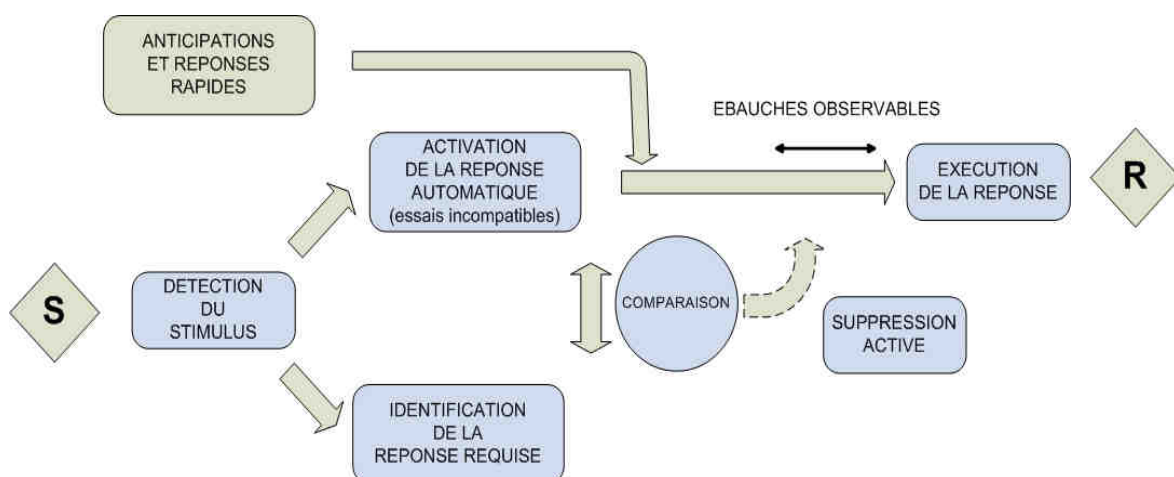 ANTICIPATIONS
ET REPONSES
RAPIDES
EBAUCHES OBSERVABLES
ACTIVATION
DE LA REPONSE
AUTOMATIQUE
(essais incompatibles)
EXECUTION
DE LA REPONSE
R
S
DETECTION
DU
STIMULUS
COMPARAISON
SUPPRESSION
ACTIVE
IDENTIFICATION
DE LA
REPONSE REQUISE